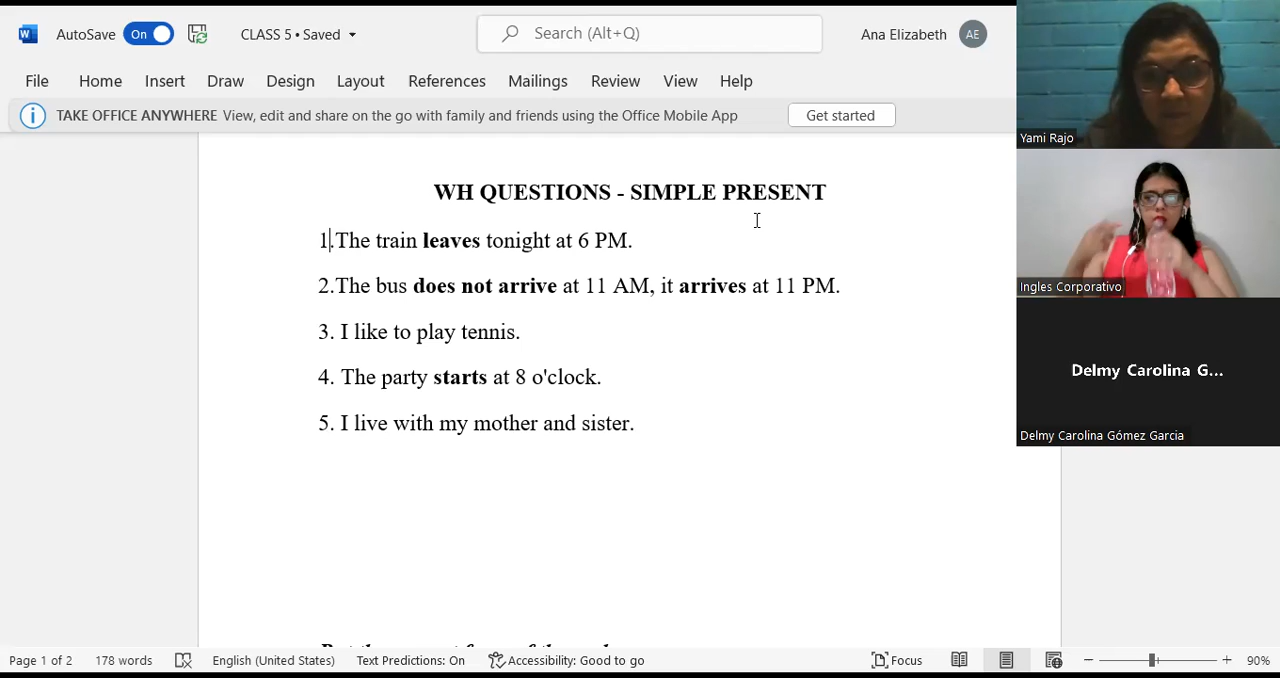 AutoSave On CLASS 5 • Saved Search (Alt+Q) Ana Elizabeth AE
File Home Insert Draw Design Layout References Mailings Review View Help
TAKE OFFICE ANYWHERE View, edit and share on the go with family and friends using the Office Mobile App Get started
WH QUESTIONS - SIMPLE PRESENT
1.The train leaves tonight at 6 PM.
2.The bus does not arrive at 11 AM, it arrives at 11 PM.
3. I like to play tennis.
4. The party starts at 8 o'clock.
5. I live with my mother and sister.
Yami Rajo
Ingles Corporativo
Delmy Carolina G...
Delmy Carolina Gómez Garcia
Page 1 of 2 178 words English (United States) Text Predictions: On Accessibility: Good to go Focus 90%